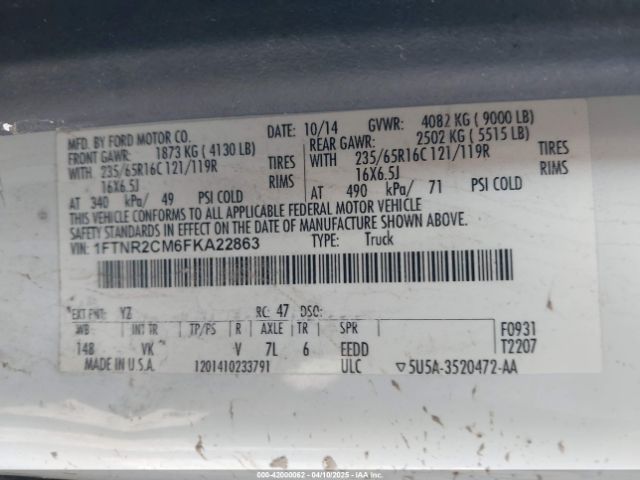 MFD. BY FORD MOTOR CO. DATE: 10/14 GVWR: 4082 KG ( 9000 LB)
FRONT GAWR: 1873 KG ( 4130 LB) REAR GAWR: 2502 KG ( 5515 LB)
WITH 235/65R16C 121/119R TIRES WITH 235/65R16C 121/119R TIRES
16X6.5J RIMS 16X6.5J RIMS
AT 340 kPa/ 49 PSI COLD AT 490 kPa/ 71 PSI COLD
THIS VEHICLE CONFORMS TO ALL APPLICABLE FEDERAL MOTOR VEHICLE
SAFETY STANDARDS IN EFFECT ON THE DATE OF MANUFACTURE SHOWN ABOVE.
VIN: 1FTNR2CM6FKA22863 TYPE: Truck
EXT PNT: YZ RC: 47 DSO: F0931
WB INT TR TP/PS R AXLE TR SPR T2207
148 VK V 7L 6 EEDD
MADE IN U.S.A. 1201410233791 ULC 5U5A-3520472-AA
000-42000062 - 04/10/2025 - IAAI.COM